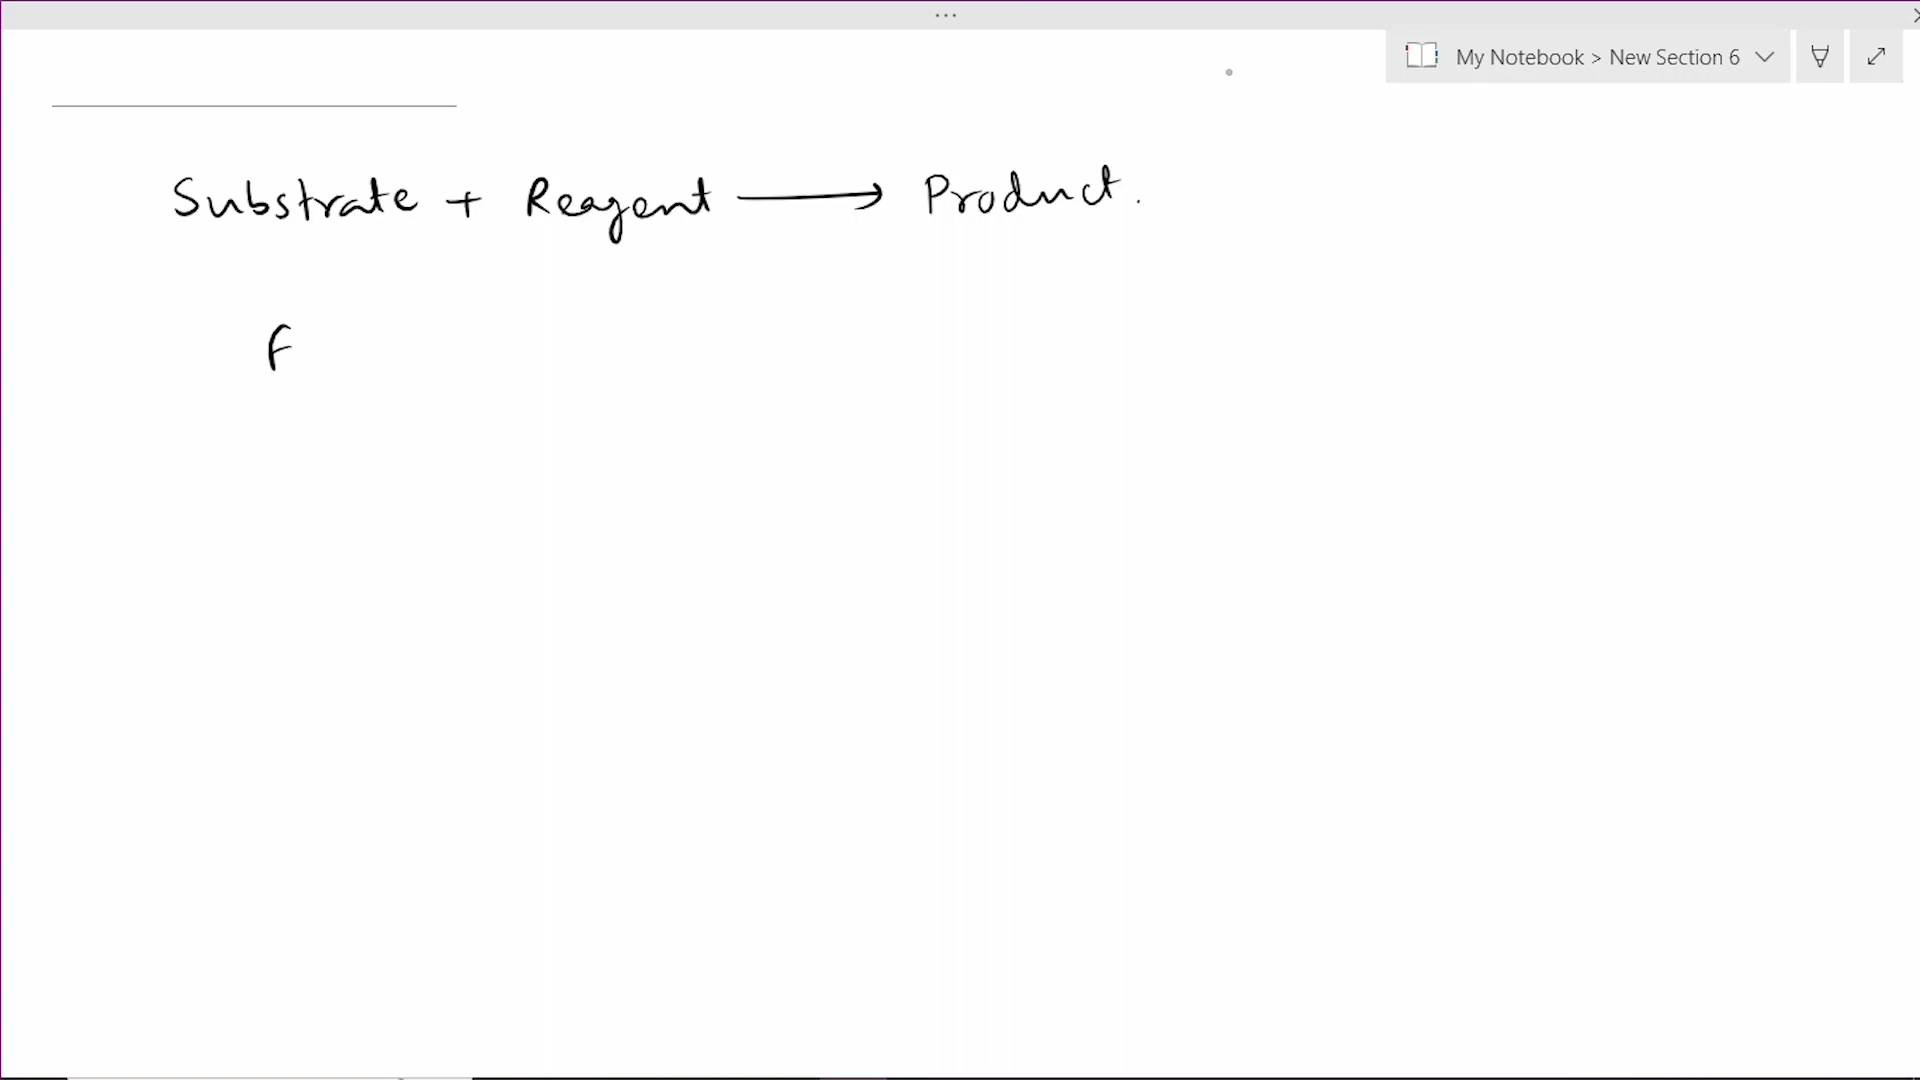 My Notebook > New Section 6
Substrate + Reagent ⟶ Product.
F